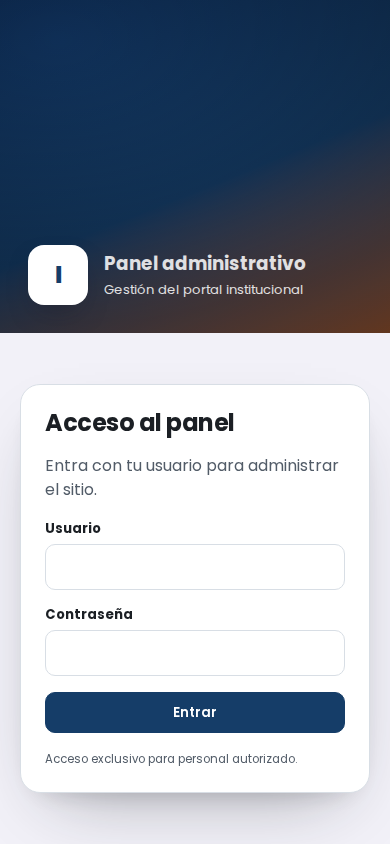 I
Panel administrativo
Gestión del portal institucional
Acceso al panel
Entra con tu usuario para administrar
el sitio.
Usuario
Contraseña
Entrar
Acceso exclusivo para personal autorizado.